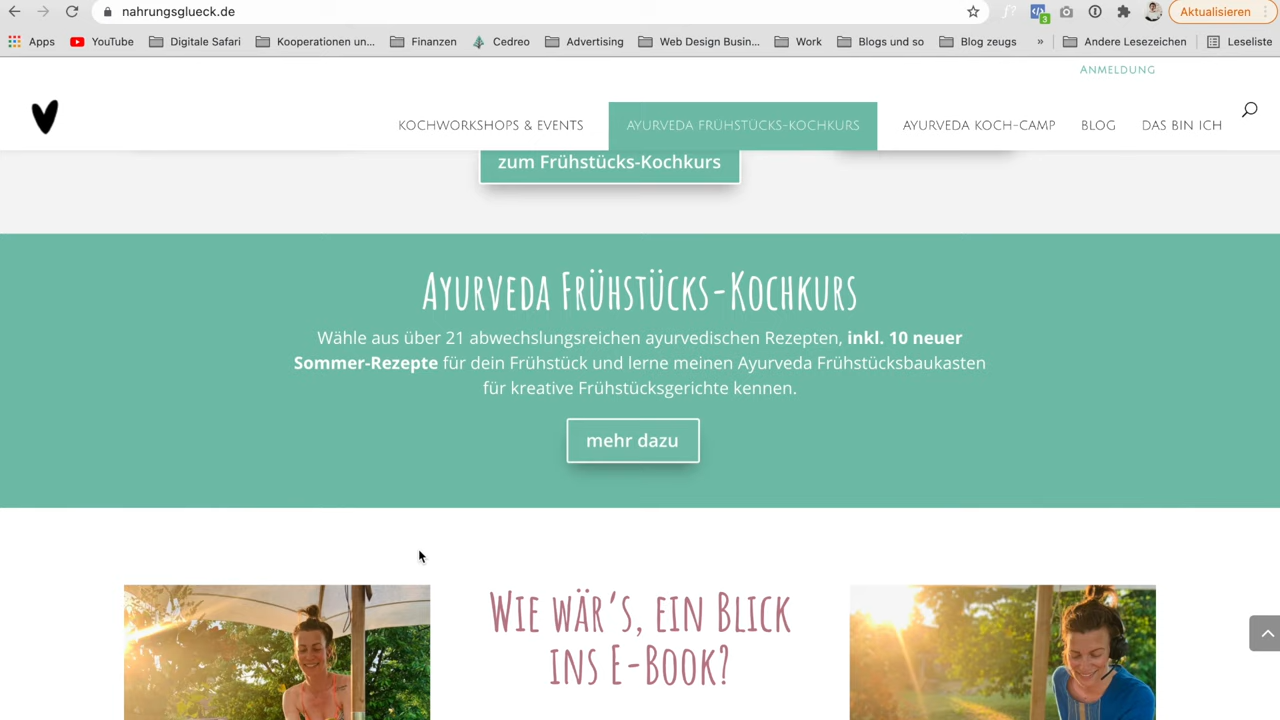 nahrungsglueck.de
Aktualisieren
3
Apps
YouTube
Digitale Safari
Kooperationen un...
Finanzen
Cedreo
Advertising
Web Design Busin...
Work
Blogs und so
Blog zeugs
»
Andere Lesezeichen
Leseliste
ANMELDUNG
KOCHWORKSHOPS & EVENTS
AYURVEDA FRÜHSTÜCKS-KOCHKURS
AYURVEDA KOCH-CAMP
BLOG
DAS BIN ICH
zum Frühstücks-Kochkurs
AYURVEDA FRÜHSTÜCKS-KOCHKURS
Wähle aus über 21 abwechslungsreichen ayurvedischen Rezepten, inkl. 10 neuer
Sommer-Rezepte für dein Frühstück und lerne meinen Ayurveda Frühstücksbaukasten
für kreative Frühstücksgerichte kennen.
mehr dazu
WIE WÄR'S, EIN BLICK
INS E-BOOK?